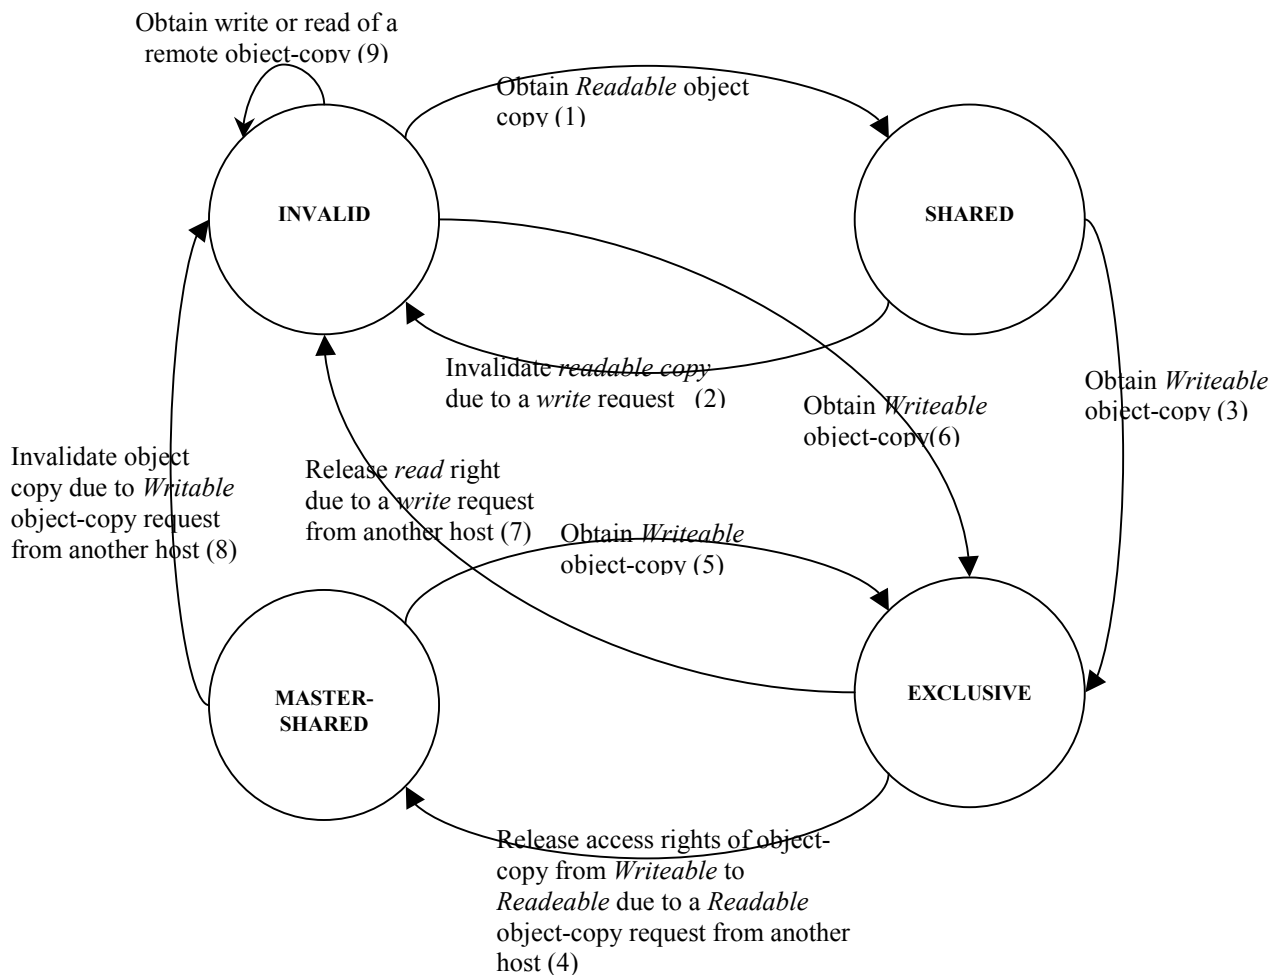 Obtain write or read of a
remote object-copy (9)
Obtain Readable object
copy (1)
INVALID
SHARED
Invalidate readable copy
due to a write request (2)
Obtain Writeable
object-copy(6)
Obtain Writeable
object-copy (3)
Invalidate object
copy due to Writable
object-copy request
from another host (8)
Release read right
due to a write request
from another host (7)
Obtain Writeable
object-copy (5)
MASTER-
SHARED
EXCLUSIVE
Release access rights of object-
copy from Writeable to
Readeable due to a Readable
object-copy request from another
host (4)